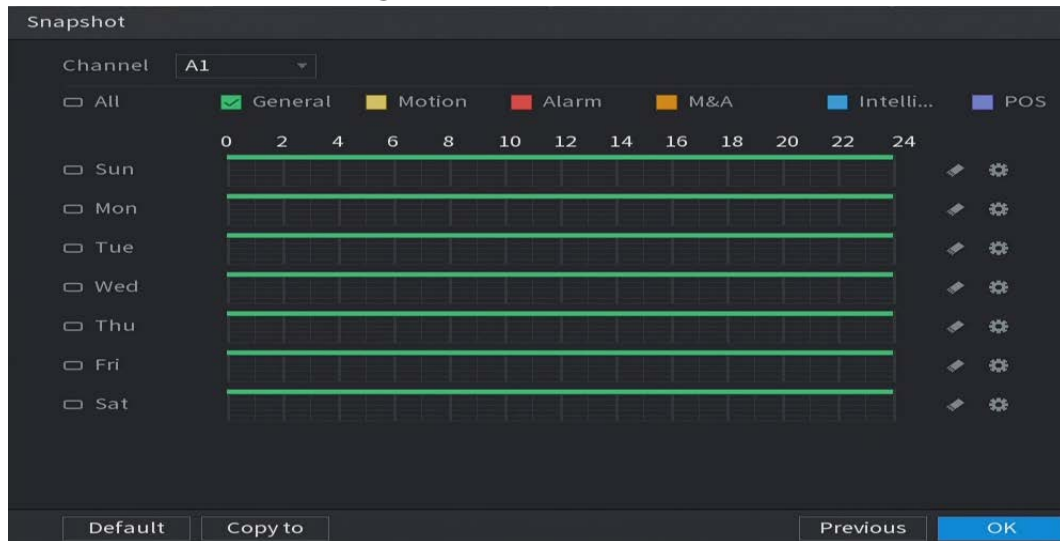 Snapshot
Channel A1
All General Motion Alarm M&A Intelli... POS
0 2 4 6 8 10 12 14 16 18 20 22 24
Sun
Mon
Tue
Wed
Thu
Fri
Sat
Default Copy to Previous OK